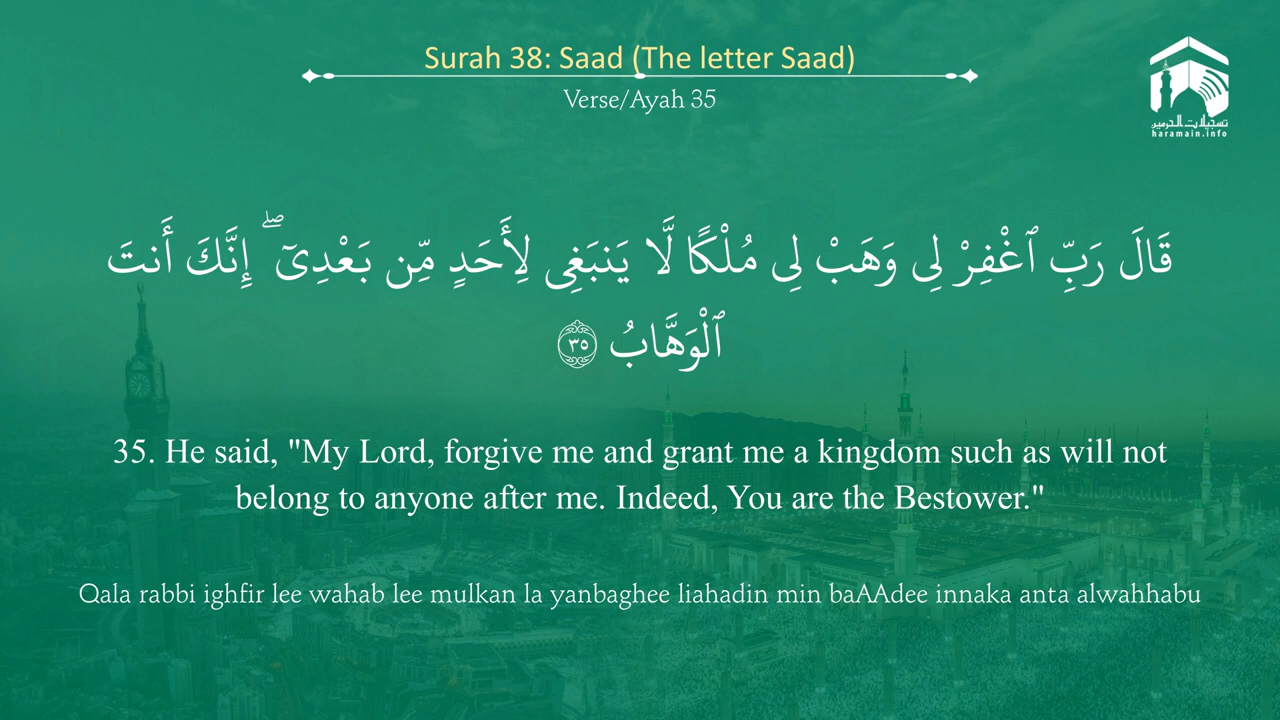 Surah 38: Saad (The letter Saad)
Verse/Ayah 35
تسجيلات الحرمين
haramain.info
قَالَ رَبِّ ٱغْفِرْ لِى وَهَبْ لِى مُلْكًا لَّا يَنۢبَغِى لِأَحَدٍ مِّن بَعْدِىٓ ۖ إِنَّكَ أَنتَ
ٱلْوَهَّابُ ٣٥
35. He said, "My Lord, forgive me and grant me a kingdom such as will not
belong to anyone after me. Indeed, You are the Bestower."
Qala rabbi ighfir lee wahab lee mulkan la yanbaghee liahadin min baAAdee innaka anta alwahhabu